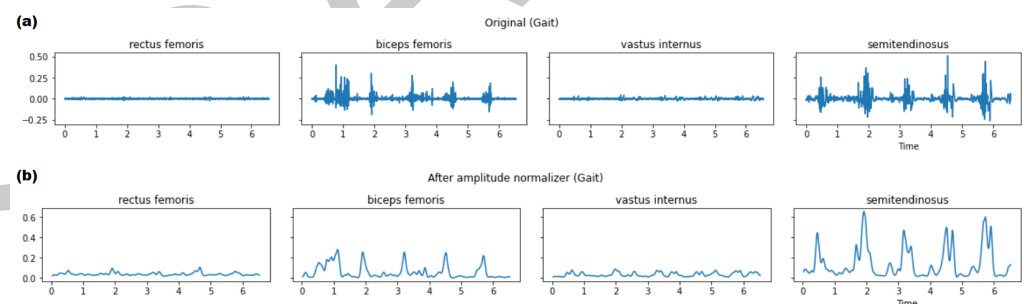 (a)
Original (Gait)
rectus femoris
biceps femoris
vastus internus
semitendinosus
0.50
0.25
0.00
−0.25
0 1 2 3 4 5 6
0 1 2 3 4 5 6
0 1 2 3 4 5 6
0 1 2 3 4 5 6
Time
(b)
After amplitude normalizer (Gait)
rectus femoris
biceps femoris
vastus internus
semitendinosus
0.6
0.4
0.2
0.0
0 1 2 3 4 5 6
0 1 2 3 4 5 6
0 1 2 3 4 5 6
0 1 2 3 4 5 6
Time